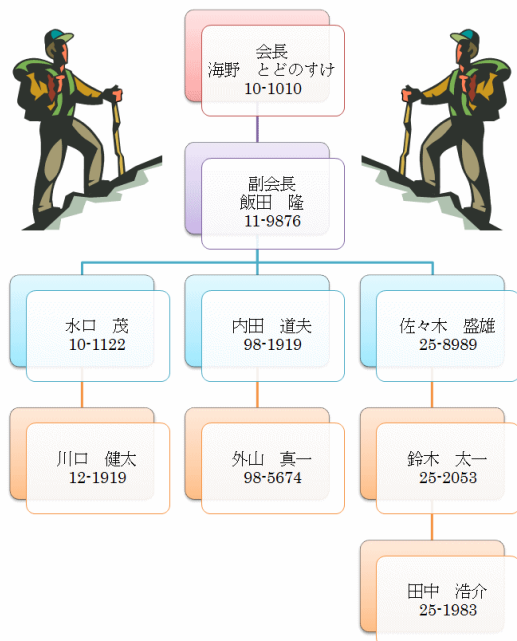 会長
海野　とどのすけ
10-1010
副会長
飯田　隆
11-9876
水口　茂
10-1122
内田　道夫
98-1919
佐々木　盛雄
25-8989
川口　健太
12-1919
外山　真一
98-5674
鈴木　太一
25-2053
田中　浩介
25-1983